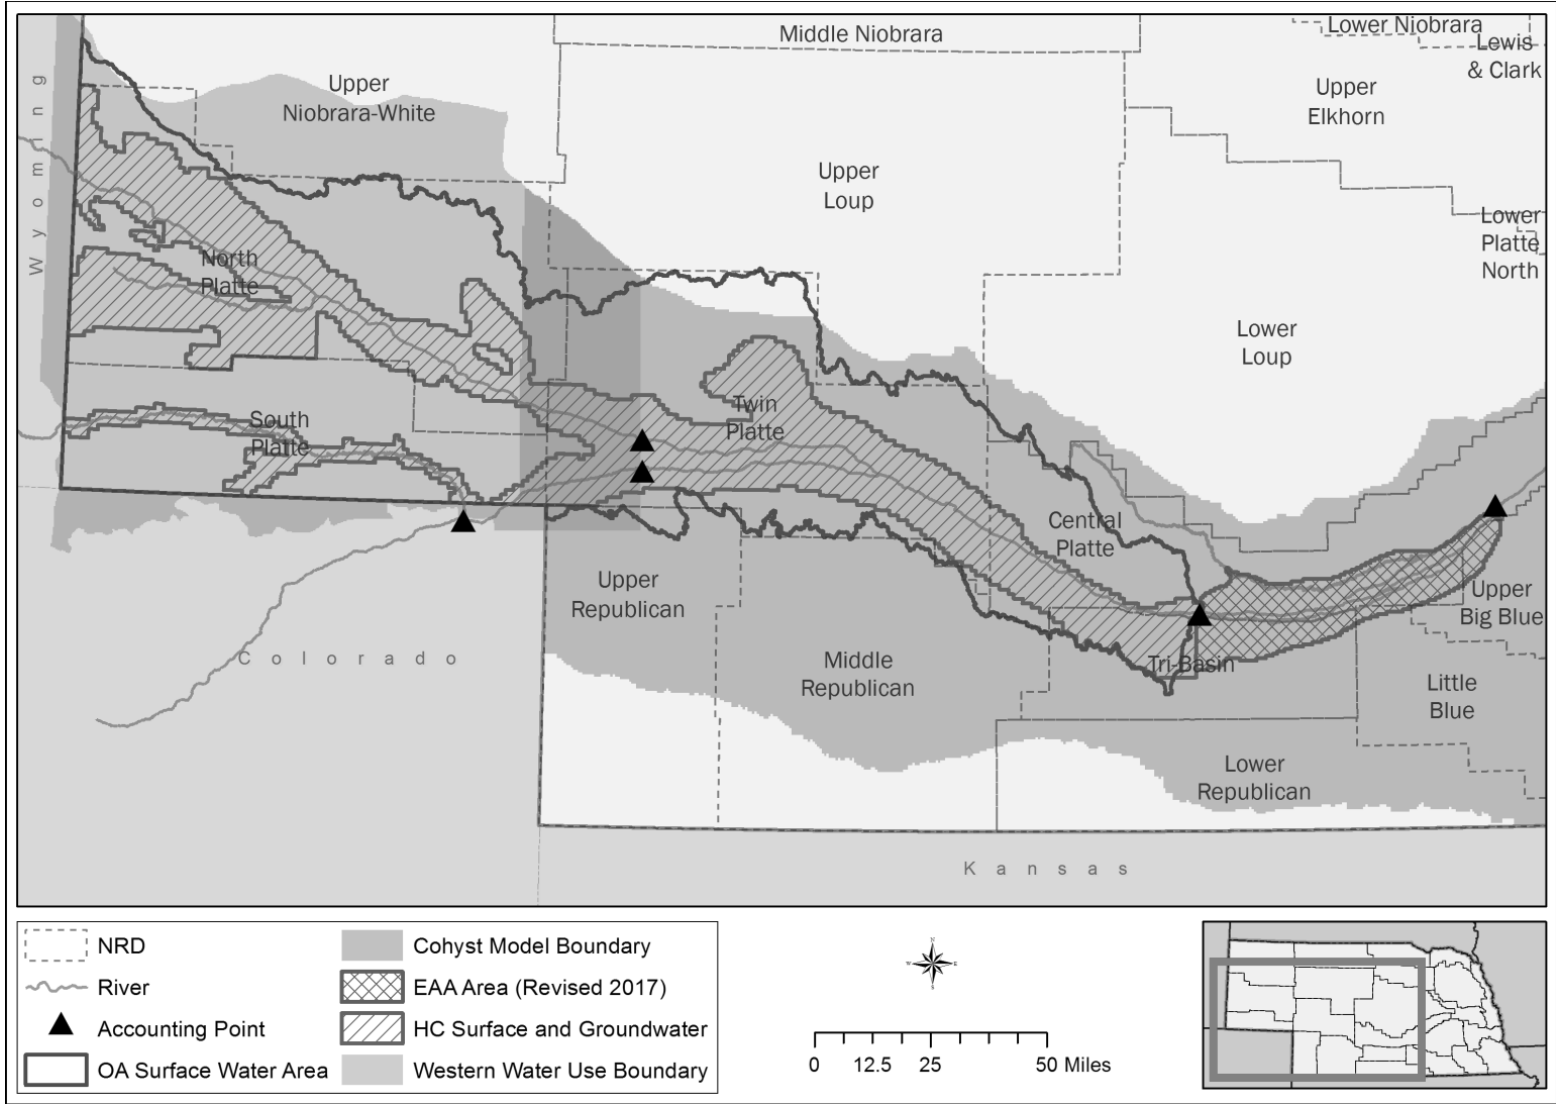 Middle Niobrara
Lower Niobrara
Lewis
& Clark
Upper
Niobrara-White
Upper
Elkhorn
Wyoming
Upper
Loup
Lower
Platte
North
North
Platte
Lower
Loup
Twin
Platte
South
Platte
Central
Platte
Upper
Republican
Upper
Big Blue
Colorado
Middle
Republican
Tri-Basin
Little
Blue
Lower
Republican
Kansas
NRD
River
Accounting Point
OA Surface Water Area
Cohyst Model Boundary
EAA Area (Revised 2017)
HC Surface and Groundwater
Western Water Use Boundary
N
W
E
S
0 12.5 25 50 Miles